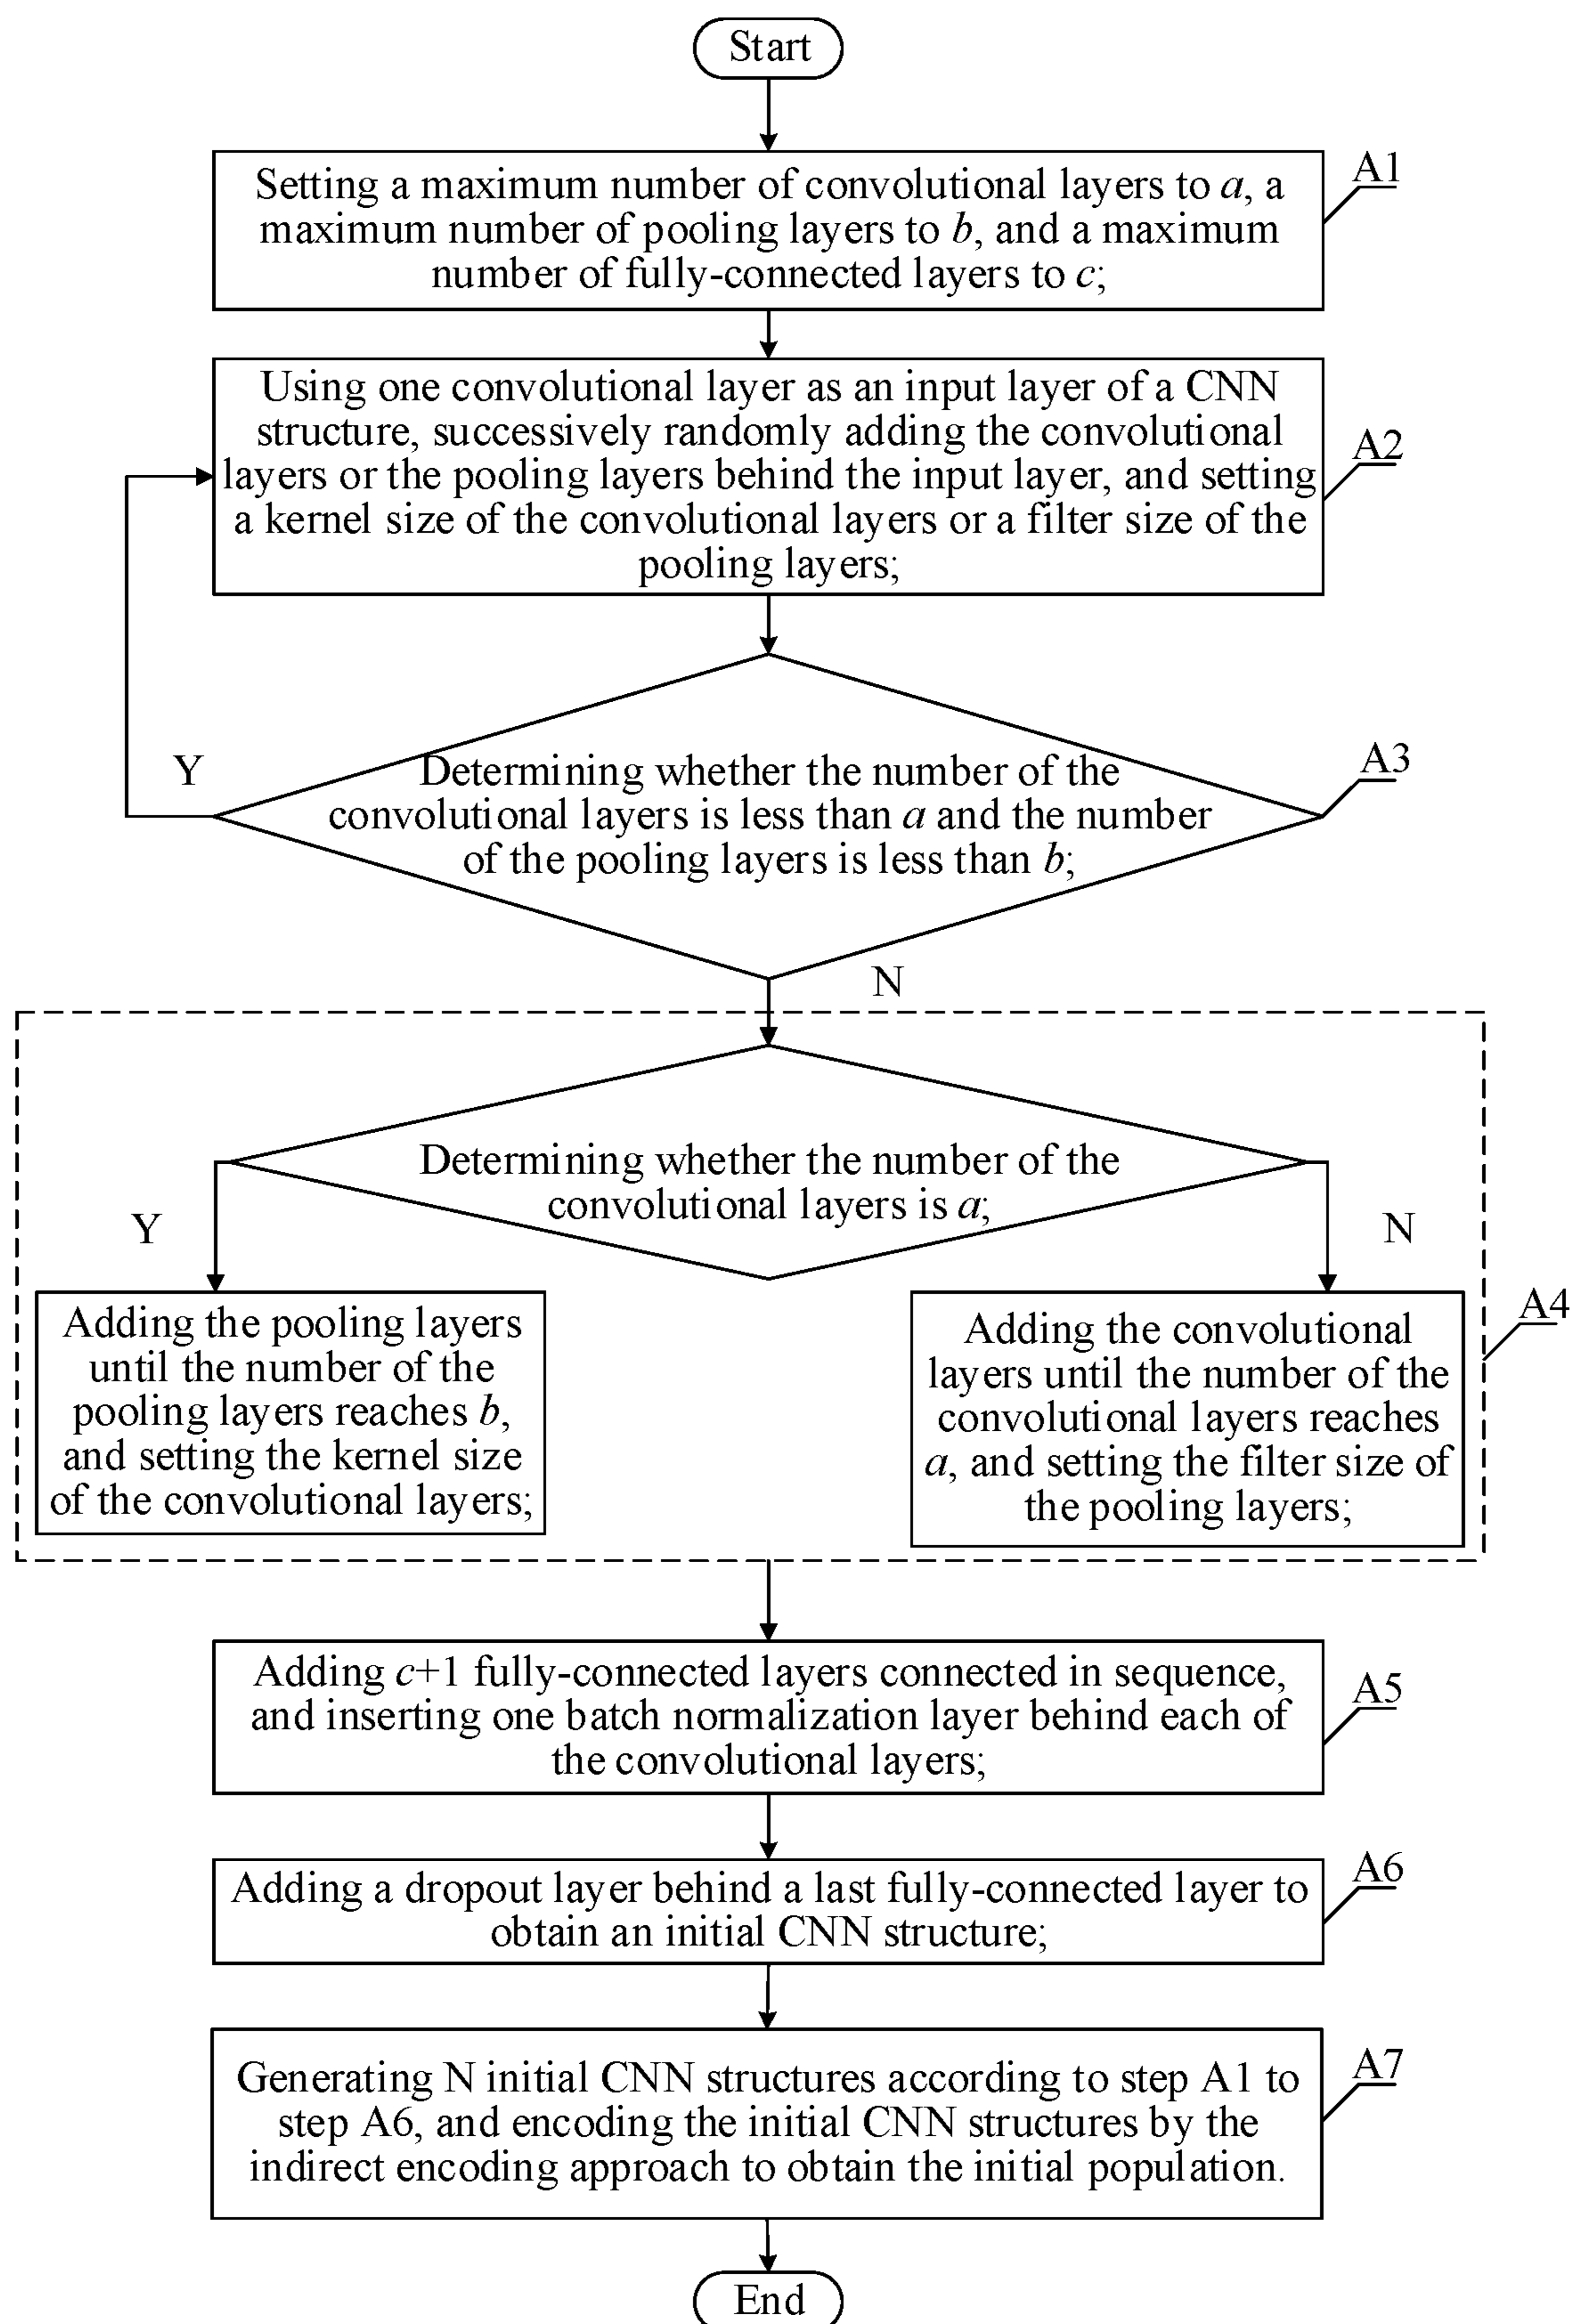 Start
Setting a maximum number of convolutional layers to a, a
maximum number of pooling layers to b, and a maximum
number of fully-connected layers to c;
A1
Using one convolutional layer as an input layer of a CNN
structure, successively randomly adding the convolutional
layers or the pooling layers behind the input layer, and setting
a kernel size of the convolutional layers or a filter size of the
pooling layers;
A2
Y
Determining whether the number of the
convolutional layers is less than a and the number
of the pooling layers is less than b;
A3
N
Determining whether the number of the
convolutional layers is a;
Y
N
Adding the pooling layers
until the number of the
pooling layers reaches b,
and setting the kernel size
of the convolutional layers;
Adding the convolutional
layers until the number of the
convolutional layers reaches
a, and setting the filter size of
the pooling layers;
A4
Adding c+1 fully-connected layers connected in sequence,
and inserting one batch normalization layer behind each of
the convolutional layers;
A5
Adding a dropout layer behind a last fully-connected layer to
obtain an initial CNN structure;
A6
Generating N initial CNN structures according to step A1 to
step A6, and encoding the initial CNN structures by the
indirect encoding approach to obtain the initial population.
A7
End